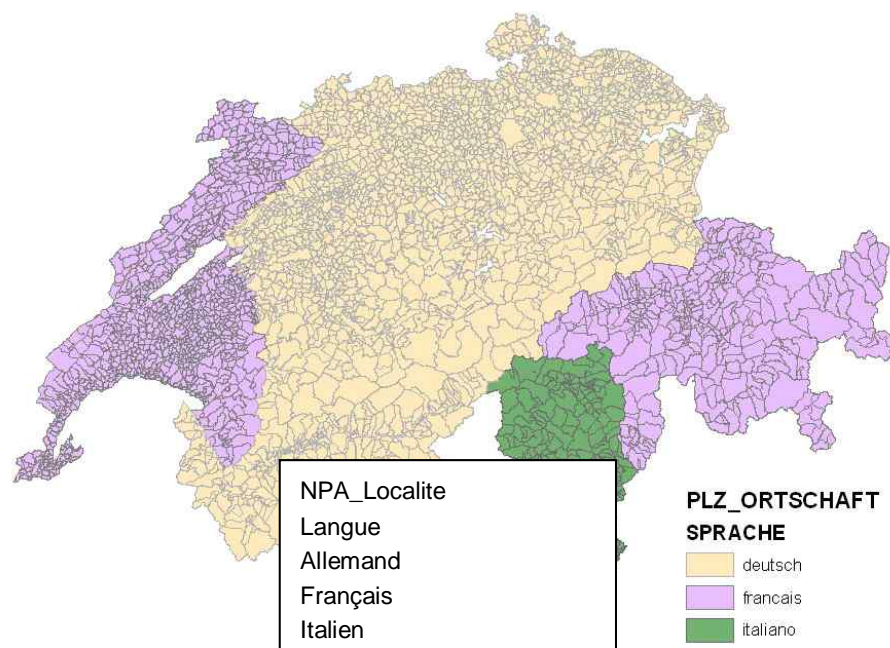 NPA_Localite
Langue
Allemand
Français
Italien
PLZ_ORTSCHAFT
SPRACHE
deutsch
francais
italiano